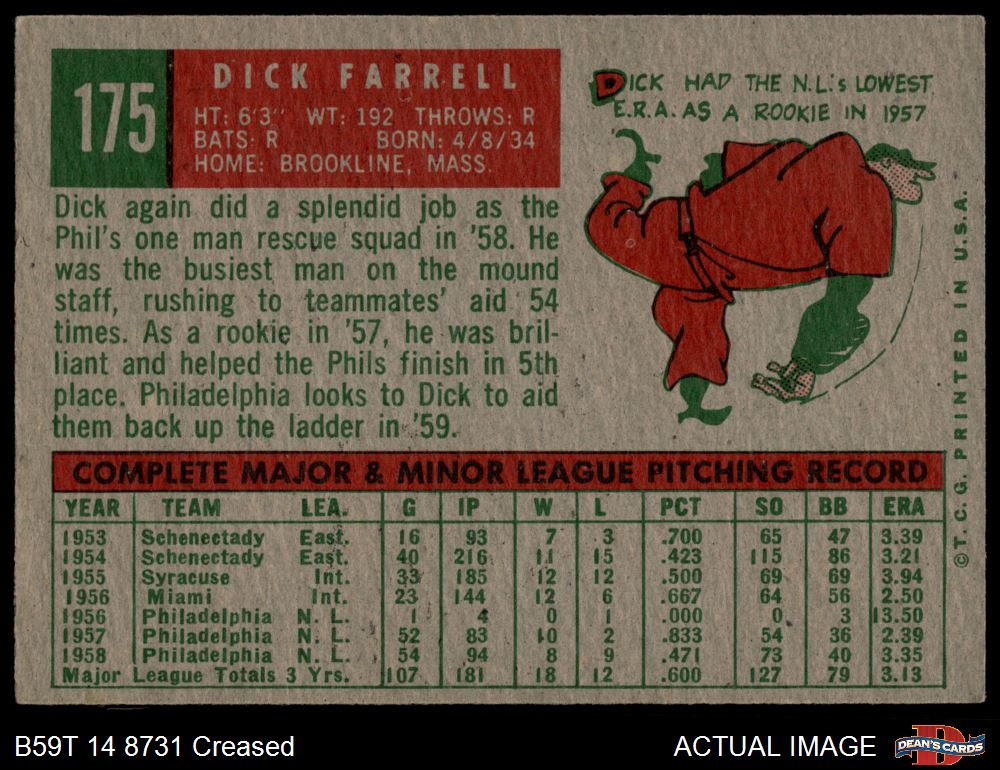 175
DICK FARRELL
HT: 6'3" WT: 192 THROWS: R
BATS: R BORN: 4/8/34
HOME: BROOKLINE, MASS.
DICK HAD THE N.L.'S LOWEST
E.R.A. AS A ROOKIE IN 1957
Dick again did a splendid job as the
Phil's one man rescue squad in '58. He
was the busiest man on the mound
staff, rushing to teammates' aid 54
times. As a rookie in '57, he was bril-
liant and helped the Phils finish in 5th
place. Philadelphia looks to Dick to aid
them back up the ladder in '59.
©T.C.G. PRINTED IN U.S.A.
COMPLETE MAJOR & MINOR LEAGUE PITCHING RECORD
YEAR TEAM LEA. G IP W L PCT SO BB ERA
1953 Schenectady East. 16 93 7 3 .700 65 47 3.39
1954 Schenectady East. 40 216 11 15 .423 115 86 3.21
1955 Syracuse Int. 33 185 12 12 .500 69 69 3.94
1956 Miami Int. 23 144 12 6 .667 64 56 2.50
1956 Philadelphia N. L. 1 4 0 1 .000 0 3 13.50
1957 Philadelphia N. L. 52 83 10 2 .833 54 36 2.39
1958 Philadelphia N. L. 54 94 8 9 .471 73 40 3.35
Major League Totals 3 Yrs. 107 181 18 12 .600 127 79 3.13
B59T 14 8731 Creased
ACTUAL IMAGE
DEAN'S CARDS